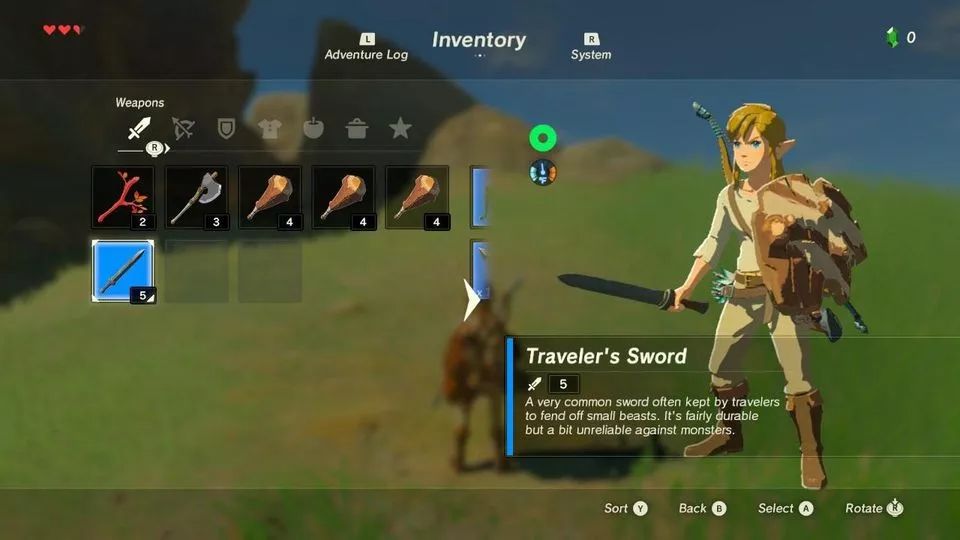 L
Inventory
R
0
Adventure Log
System
Weapons
R
2
3
4
4
4
5
Traveler's Sword
5
A very common sword often kept by travelers
to fend off small beasts. It's fairly durable
but a bit unreliable against monsters.
Sort Y
Back B
Select A
Rotate R